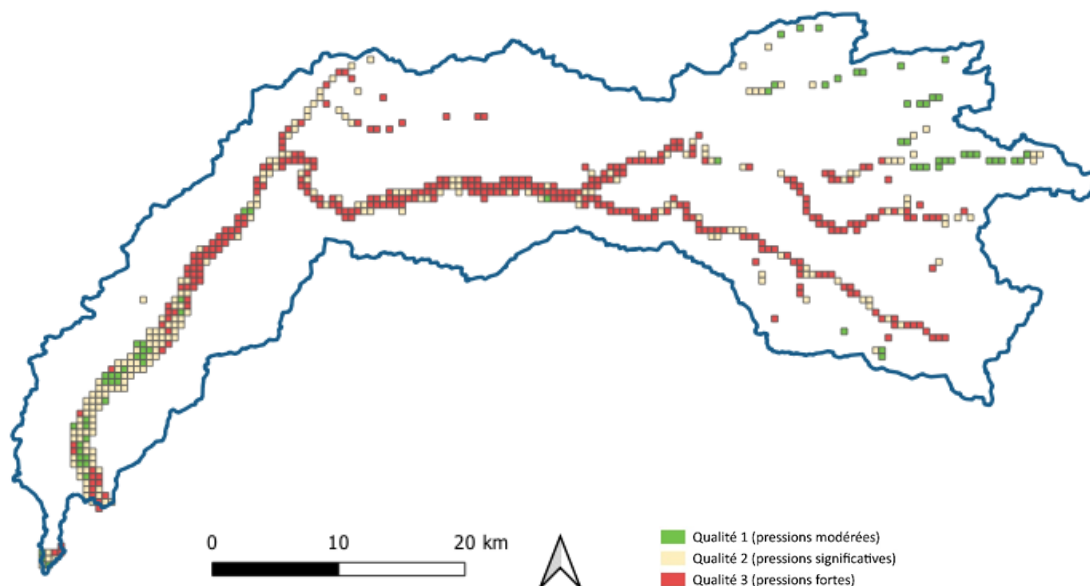 0 10 20 km
Qualité 1 (pressions modérées)
Qualité 2 (pressions significatives)
Qualité 3 (pressions fortes)